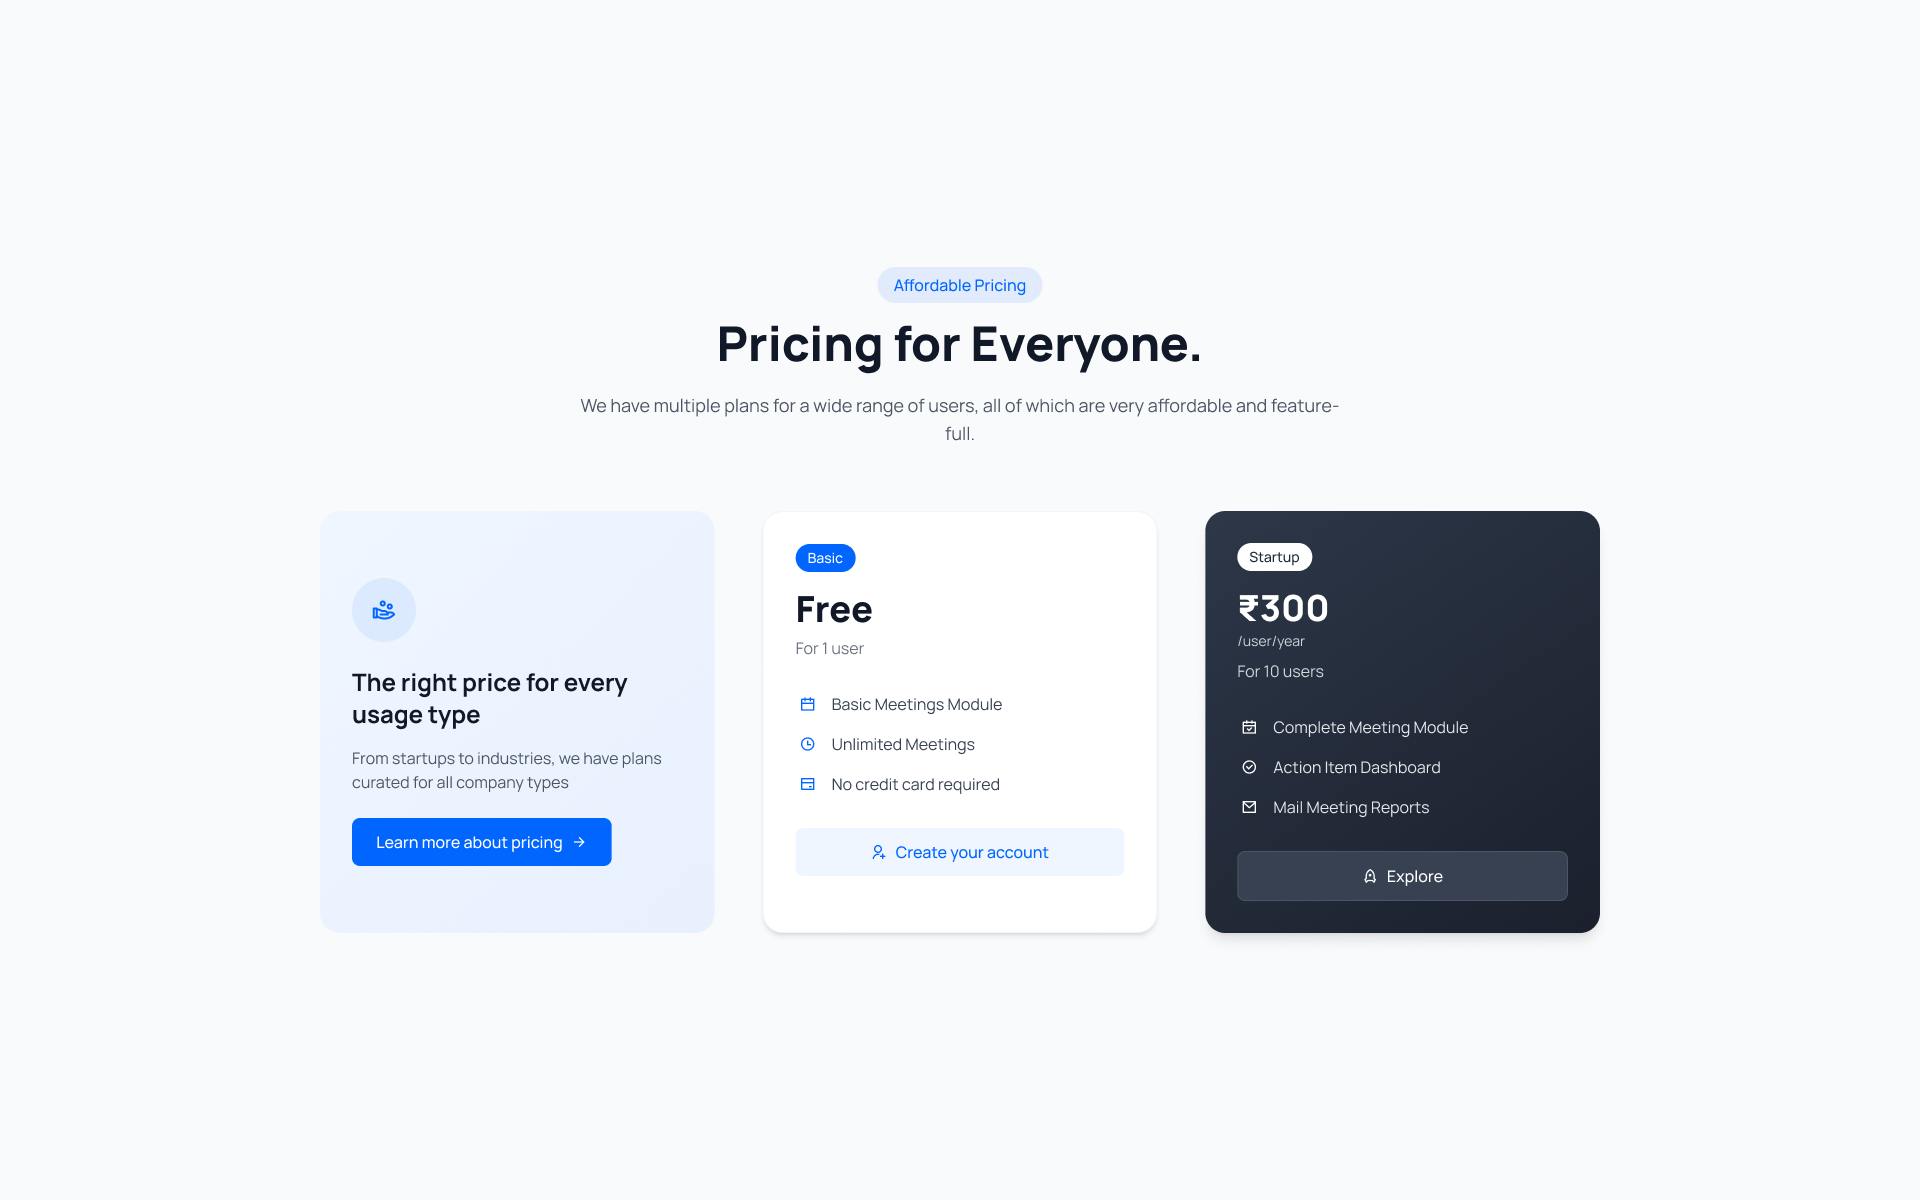 Affordable Pricing
Pricing for Everyone.
We have multiple plans for a wide range of users, all of which are very affordable and feature-
full.
The right price for every
usage type
From startups to industries, we have plans
curated for all company types
Learn more about pricing
Basic
Free
For 1 user
Basic Meetings Module
Unlimited Meetings
No credit card required
Create your account
Startup
₹300
/user/year
For 10 users
Complete Meeting Module
Action Item Dashboard
Mail Meeting Reports
Explore